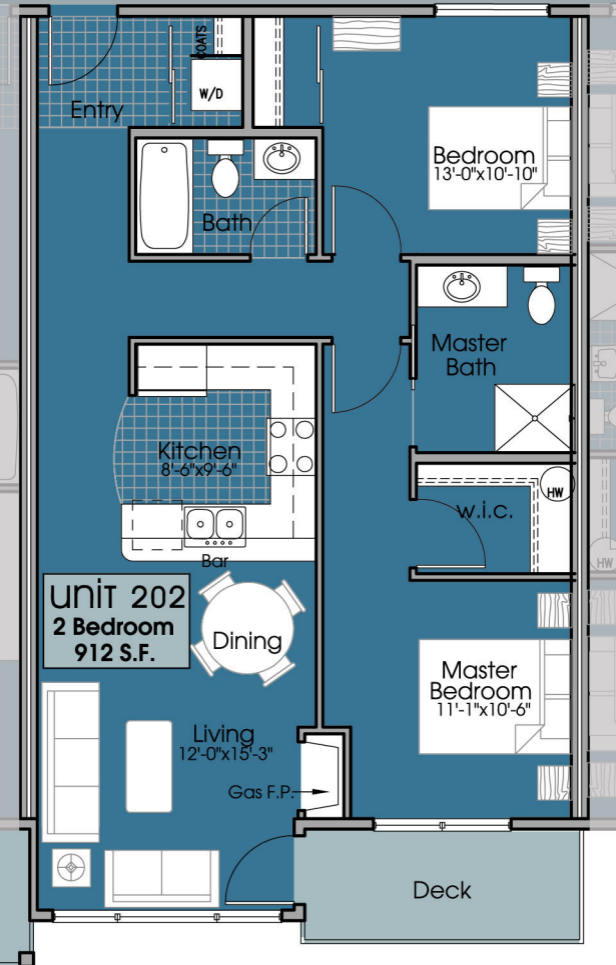 COATS
W/D
Entry
Bedroom
13'-0"x10'-10"
Bath
Master
Bath
Kitchen
8'-6"x9'-6"
HW
w.i.c.
HW
Bar
UNIT 202
2 Bedroom
912 S.F.
Dining
Master
Bedroom
11'-1"x10'-6"
Living
12'-0"x15'-3"
Gas F.P.
Deck